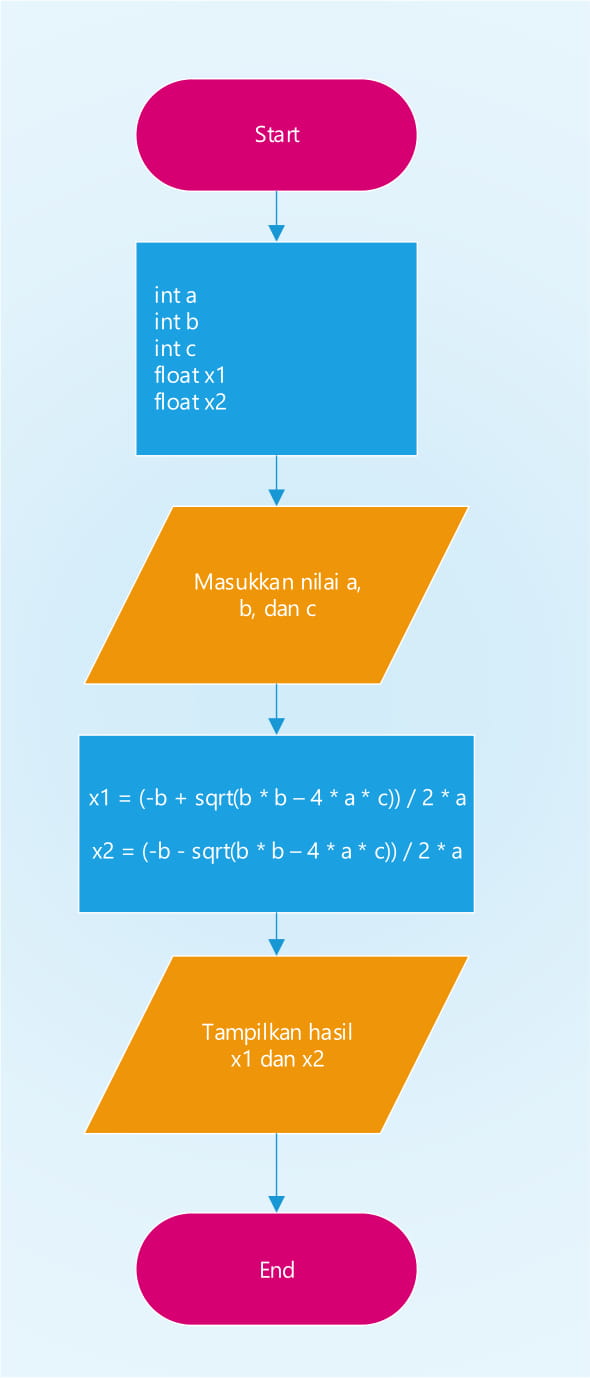 Start
int a
int b
int c
float x1
float x2
Masukkan nilai a,
b, dan c
x1 = (-b + sqrt(b * b – 4 * a * c)) / 2 * a
x2 = (-b - sqrt(b * b – 4 * a * c)) / 2 * a
Tampilkan hasil
x1 dan x2
End